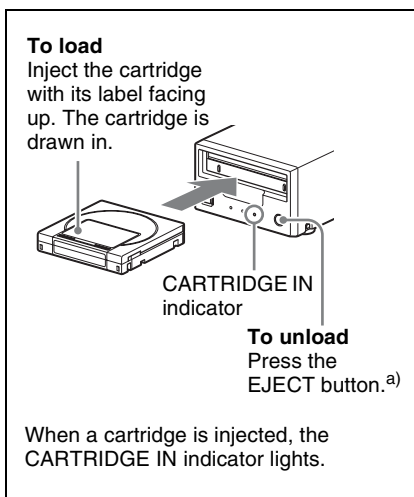 To load
Inject the cartridge
with its label facing
up. The cartridge is
drawn in.
CARTRIDGE IN
indicator
To unload
Press the
EJECT button.a)
When a cartridge is injected, the
CARTRIDGE IN indicator lights.